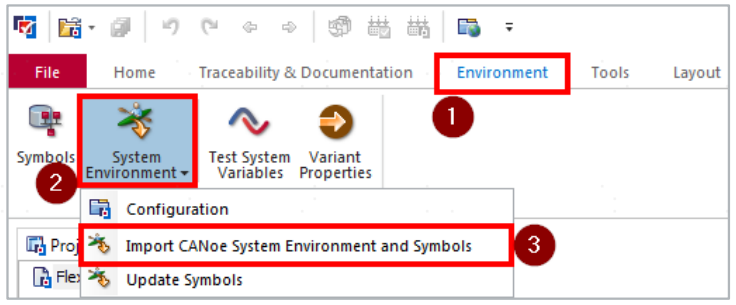 File Home Traceability & Documentation Environment Tools Layout
1
Symbols System Environment Test System Variables Variant Properties
2
Configuration
Proj Import CANoe System Environment and Symbols 3
Flex Update Symbols